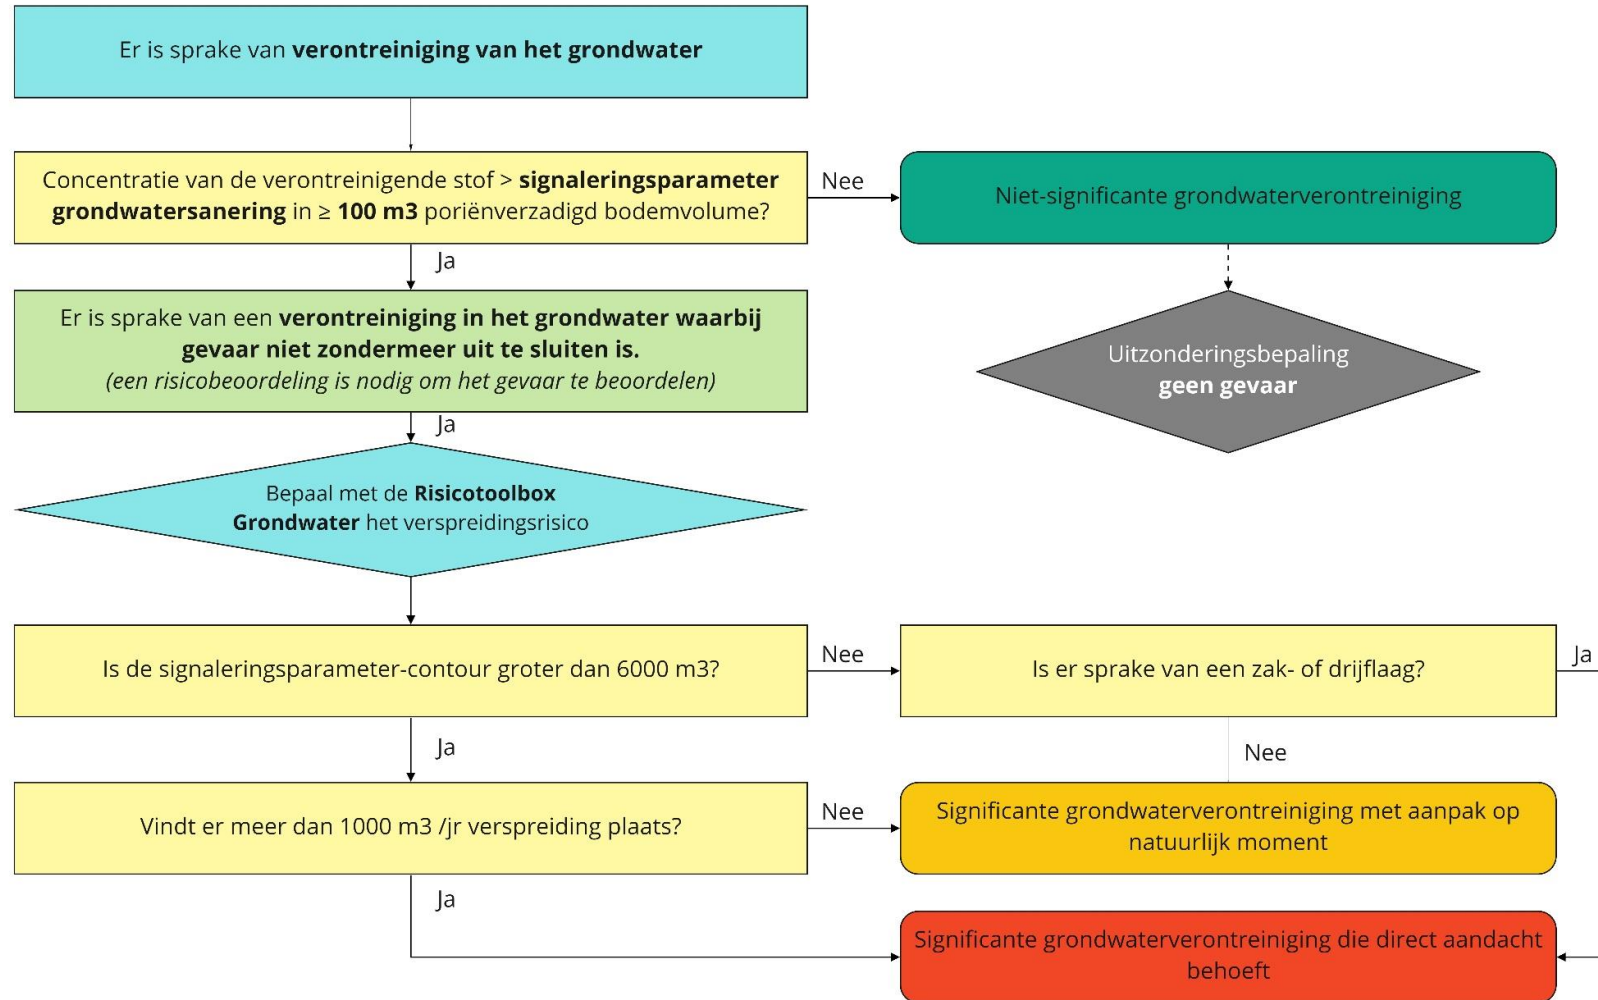 Er is sprake van verontreiniging van het grondwater
Concentratie van de verontreinigende stof > signaleringsparameter
grondwatersanering in ≥ 100 m3 poriënverzadigd bodemvolume?
Nee
Niet-significante grondwaterverontreiniging
Ja
Er is sprake van een verontreiniging in het grondwater waarbij
gevaar niet zondermeer uit te sluiten is.
(een risicobeoordeling is nodig om het gevaar te beoordelen)
Uitzonderingsbepaling
geen gevaar
Ja
Bepaal met de Risicotoolbox
Grondwater het verspreidingsrisico
Is de signaleringsparameter-contour groter dan 6000 m3?
Nee
Is er sprake van een zak- of drijflaag?
Ja
Ja
Nee
Vindt er meer dan 1000 m3 /jr verspreiding plaats?
Nee
Significante grondwaterverontreiniging met aanpak op
natuurlijk moment
Ja
Significante grondwaterverontreiniging die direct aandacht
behoeft